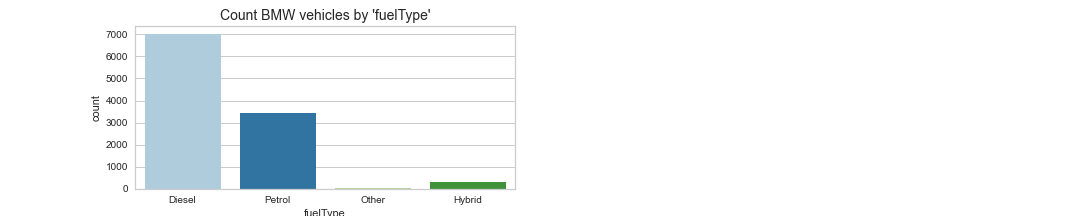 Count BMW vehicles by 'fuelType'
7000
6000
5000
4000
3000
2000
1000
0
count
Diesel Petrol Other Hybrid
fuelType